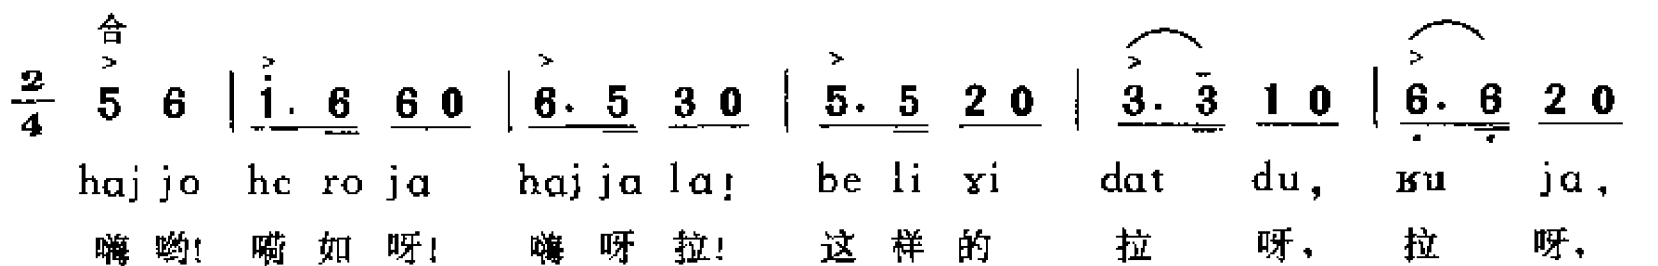 合
2/4 5 6 | i. 6 6 0 | 6. 5 3 0 | 5. 5 2 0 | 3. 3 1 0 | 6. 6 2 0
haj jo hc ro ja haj ja la! be li ɤi dat du, ʁu ja,
嗨 哟! 嗬 如 呀! 嗨 呀 拉! 这 样 的 拉 呀, 拉 呀,